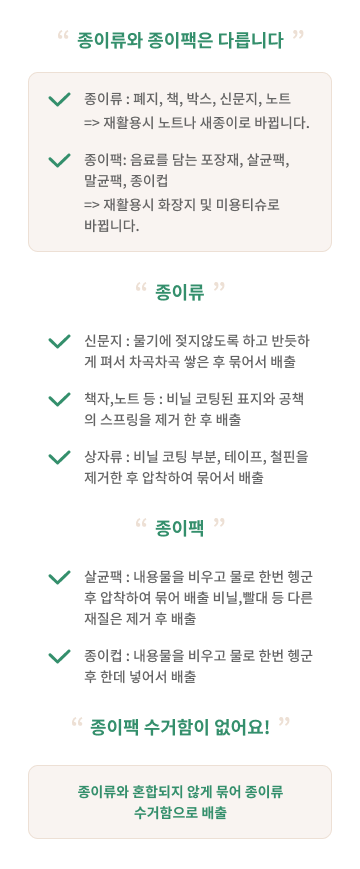 “ 종이류와 종이팩은 다릅니다 ”
종이류 : 폐지, 책, 박스, 신문지, 노트
=> 재활용시 노트나 새종이로 바뀝니다.
종이팩: 음료를 담는 포장재, 살균팩,
말균팩, 종이컵
=> 재활용시 화장지 및 미용티슈로
바뀝니다.
“ 종이류 ”
신문지 : 물기에 젖지않도록 하고 반듯하
게 펴서 차곡차곡 쌓은 후 묶어서 배출
책자,노트 등 : 비닐 코팅된 표지와 공책
의 스프링을 제거 한 후 배출
상자류 : 비닐 코팅 부분, 테이프, 철핀을
제거한 후 압착하여 묶어서 배출
“ 종이팩 ”
살균팩 : 내용물을 비우고 물로 한번 헹군
후 압착하여 묶어 배출 비닐,빨대 등 다른
재질은 제거 후 배출
종이컵 : 내용물을 비우고 물로 한번 헹군
후 한데 넣어서 배출
“ 종이팩 수거함이 없어요! ”
종이류와 혼합되지 않게 묶어 종이류
수거함으로 배출